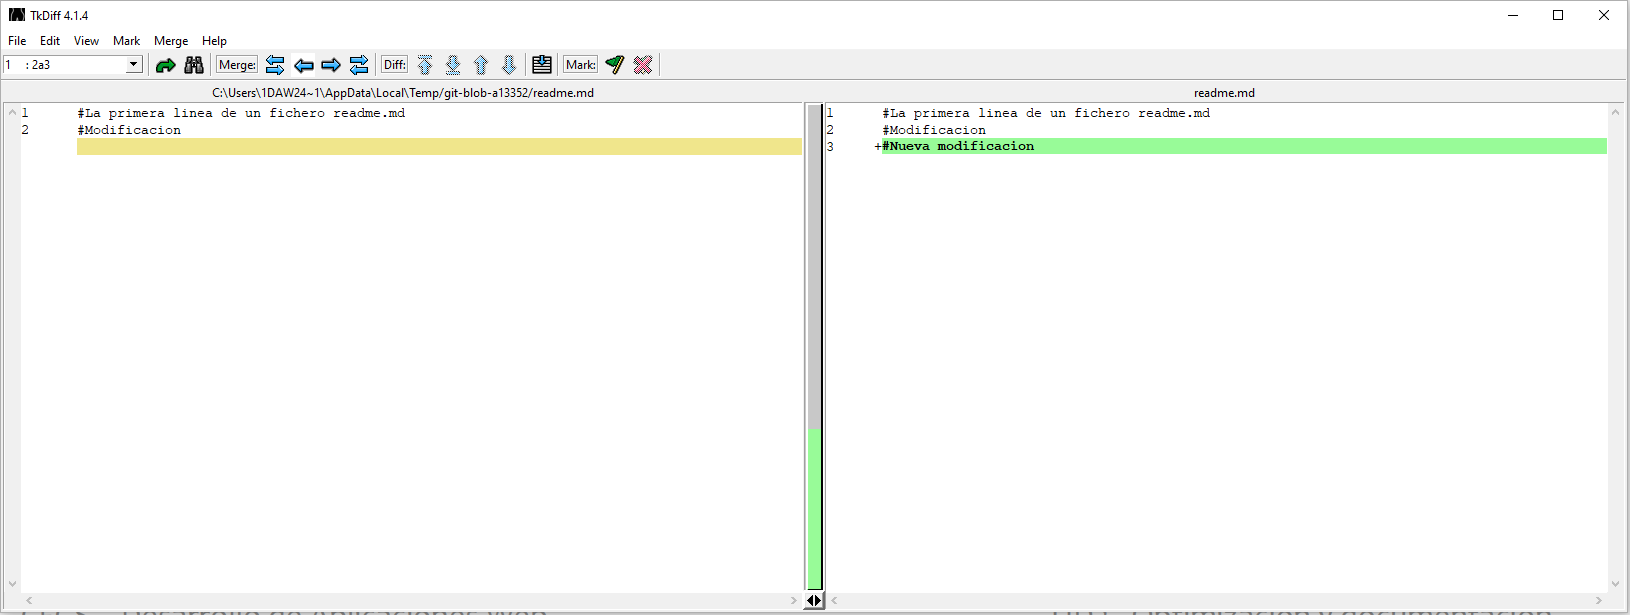 TkDiff 4.1.4
File Edit View Mark Merge Help
1 : 2a3 Merge: Diff: Mark:
C:\Users\1DAW24~1\AppData\Local\Temp/git-blob-a13352/readme.md
readme.md
1 #La primera linea de un fichero readme.md
2 #Modificacion
1 #La primera linea de un fichero readme.md
2 #Modificacion
3 +#Nueva modificacion